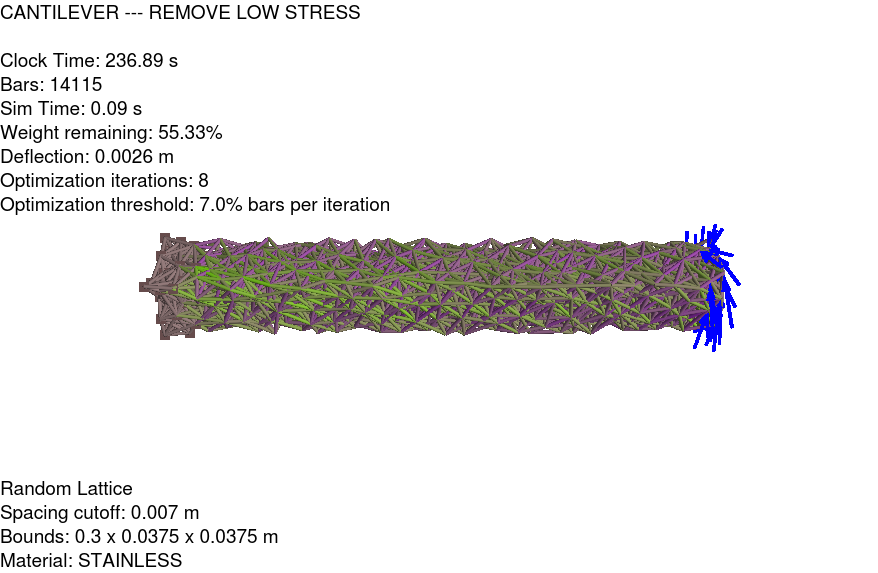 CANTILEVER --- REMOVE LOW STRESS
Clock Time: 236.89 s
Bars: 14115
Sim Time: 0.09 s
Weight remaining: 55.33%
Deflection: 0.0026 m
Optimization iterations: 8
Optimization threshold: 7.0% bars per iteration
Random Lattice
Spacing cutoff: 0.007 m
Bounds: 0.3 x 0.0375 x 0.0375 m
Material: STAINLESS